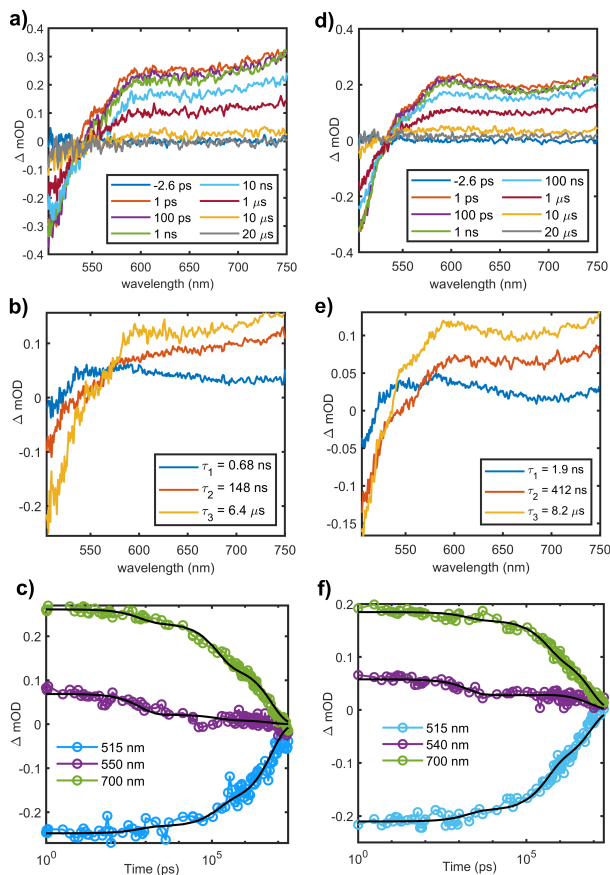 a)
0.4
0.3
0.2
0.1
0
-0.1
-0.2
-0.3
-0.4
Δ mOD
-2.6 ps
1 ps
100 ps
1 ns
10 ns
1 μs
10 μs
20 μs
550 600 650 700 750
wavelength (nm)
d)
0.4
0.2
0
-0.2
-0.4
Δ mOD
-2.6 ps
1 ps
100 ps
1 ns
100 ns
1 μs
10 μs
20 μs
550 600 650 700 750
wavelength (nm)
b)
0.1
0
-0.1
-0.2
Δ mOD
τ1 = 0.68 ns
τ2 = 148 ns
τ3 = 6.4 μs
550 600 650 700 750
wavelength (nm)
e)
0.1
0.05
0
-0.05
-0.1
-0.15
Δ mOD
τ1 = 1.9 ns
τ2 = 412 ns
τ3 = 8.2 μs
550 600 650 700 750
wavelength (nm)
c)
0.2
0.1
0
-0.1
-0.2
Δ mOD
515 nm
550 nm
700 nm
10^0 10^5
Time (ps)
f)
0.2
0.1
0
-0.1
-0.2
Δ mOD
515 nm
540 nm
700 nm
10^0 10^5
Time (ps)